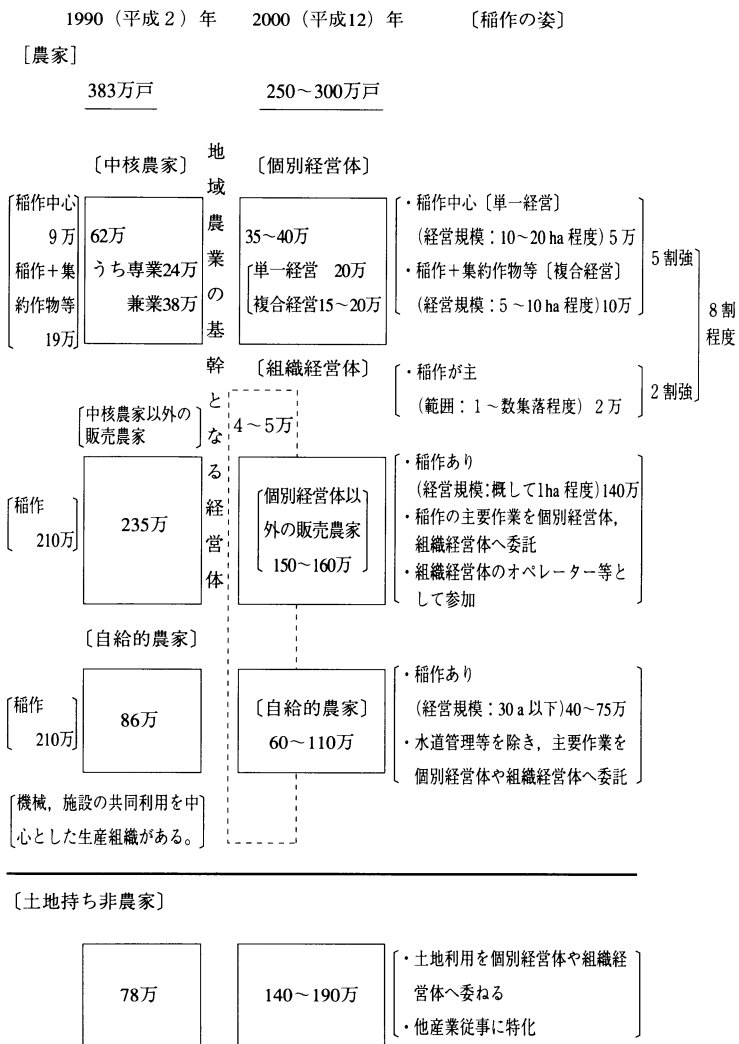 1990（平成2）年　2000（平成12）年　〔稲作の姿〕
［農家］
383万戸　250～300万戸
〔中核農家〕
稲作中心
9万
稲作＋集
約作物等
19万
62万
うち専業24万
兼業38万
地域農業の基幹となる経営体
〔個別経営体〕
35～40万
単一経営　20万
複合経営15～20万
・稲作中心〔単一経営〕
(経営規模：10～20 ha 程度) 5万
・稲作＋集約作物等〔複合経営〕
(経営規模：5～10 ha 程度)10万
5割強
8割
程度
〔組織経営体〕
4～5万
・稲作が主
(範囲：1～数集落程度) 2万
2割強
中核農家以外の
販売農家
稲作
210万
235万
個別経営体以
外の販売農家
150～160万
・稲作あり
(経営規模:概して1ha 程度)140万
・稲作の主要作業を個別経営体,
組織経営体へ委託
・組織経営体のオペレーター等と
して参加
〔自給的農家〕
稲作
210万
86万
〔自給的農家〕
60～110万
・稲作あり
(経営規模：30 a 以下)40～75万
・水道管理等を除き，主要作業を
個別経営体や組織経営体へ委託
機械，施設の共同利用を中
心とした生産組織がある。
〔土地持ち非農家〕
78万
140～190万
・土地利用を個別経営体や組織経
営体へ委ねる
・他産業従事に特化